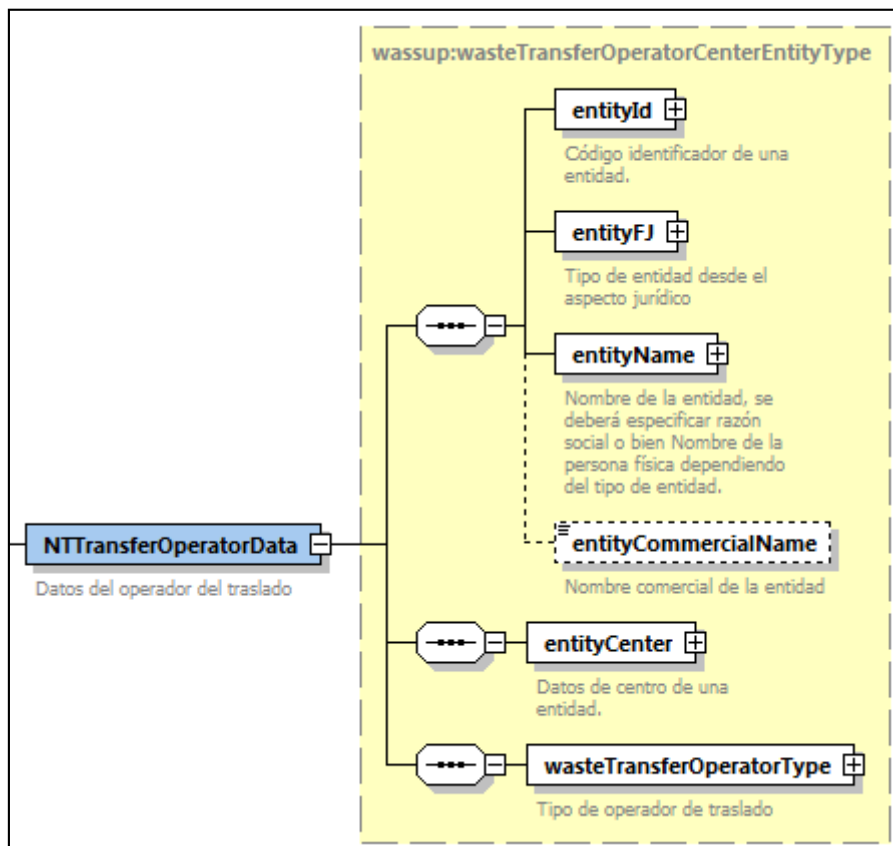 wassup:wasteTransferOperatorCenterEntityType
entityId
Código identificador de una
entidad.
entityFJ
Tipo de entidad desde el
aspecto jurídico
entityName
Nombre de la entidad, se
deberá especificar razón
social o bien Nombre de la
persona física dependiendo
del tipo de entidad.
entityCommercialName
Nombre comercial de la entidad
NTTransferOperatorData
Datos del operador del traslado
entityCenter
Datos de centro de una
entidad.
wasteTransferOperatorType
Tipo de operador de traslado